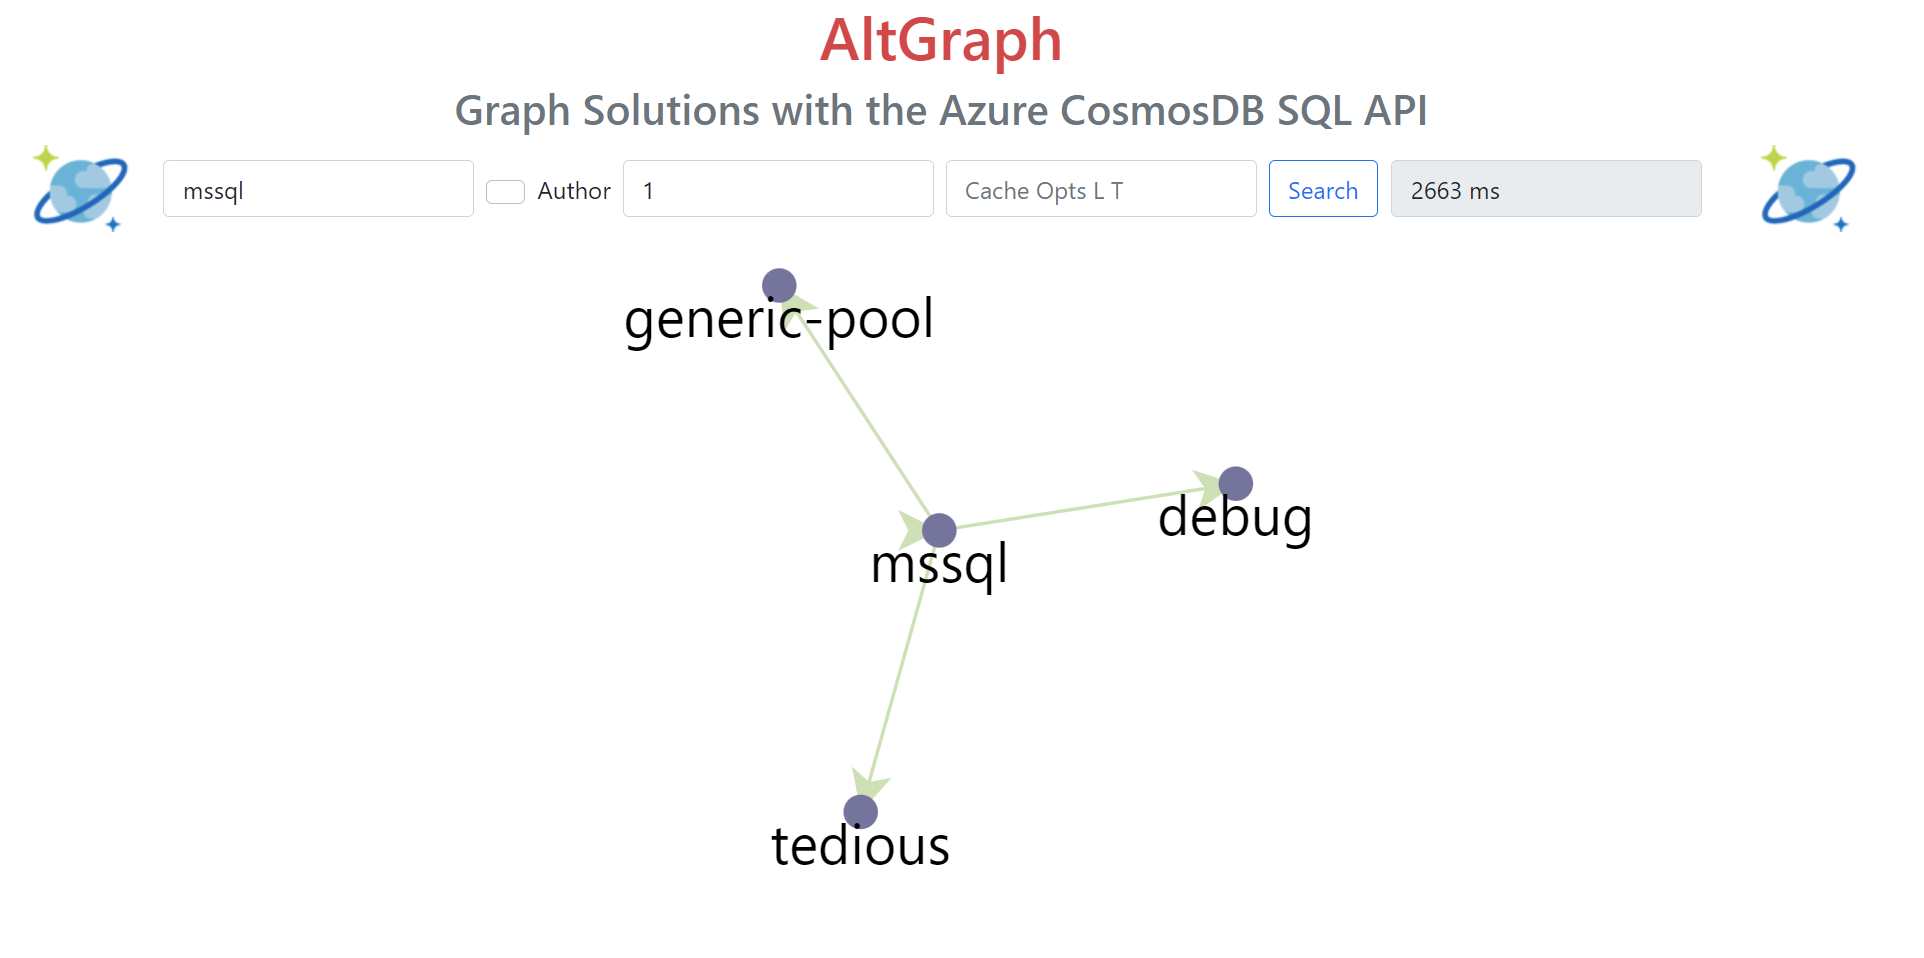 AltGraph
Graph Solutions with the Azure CosmosDB SQL API
mssql Author 1 Cache Opts L T Search 2663 ms
generic-pool
debug
mssql
tedious